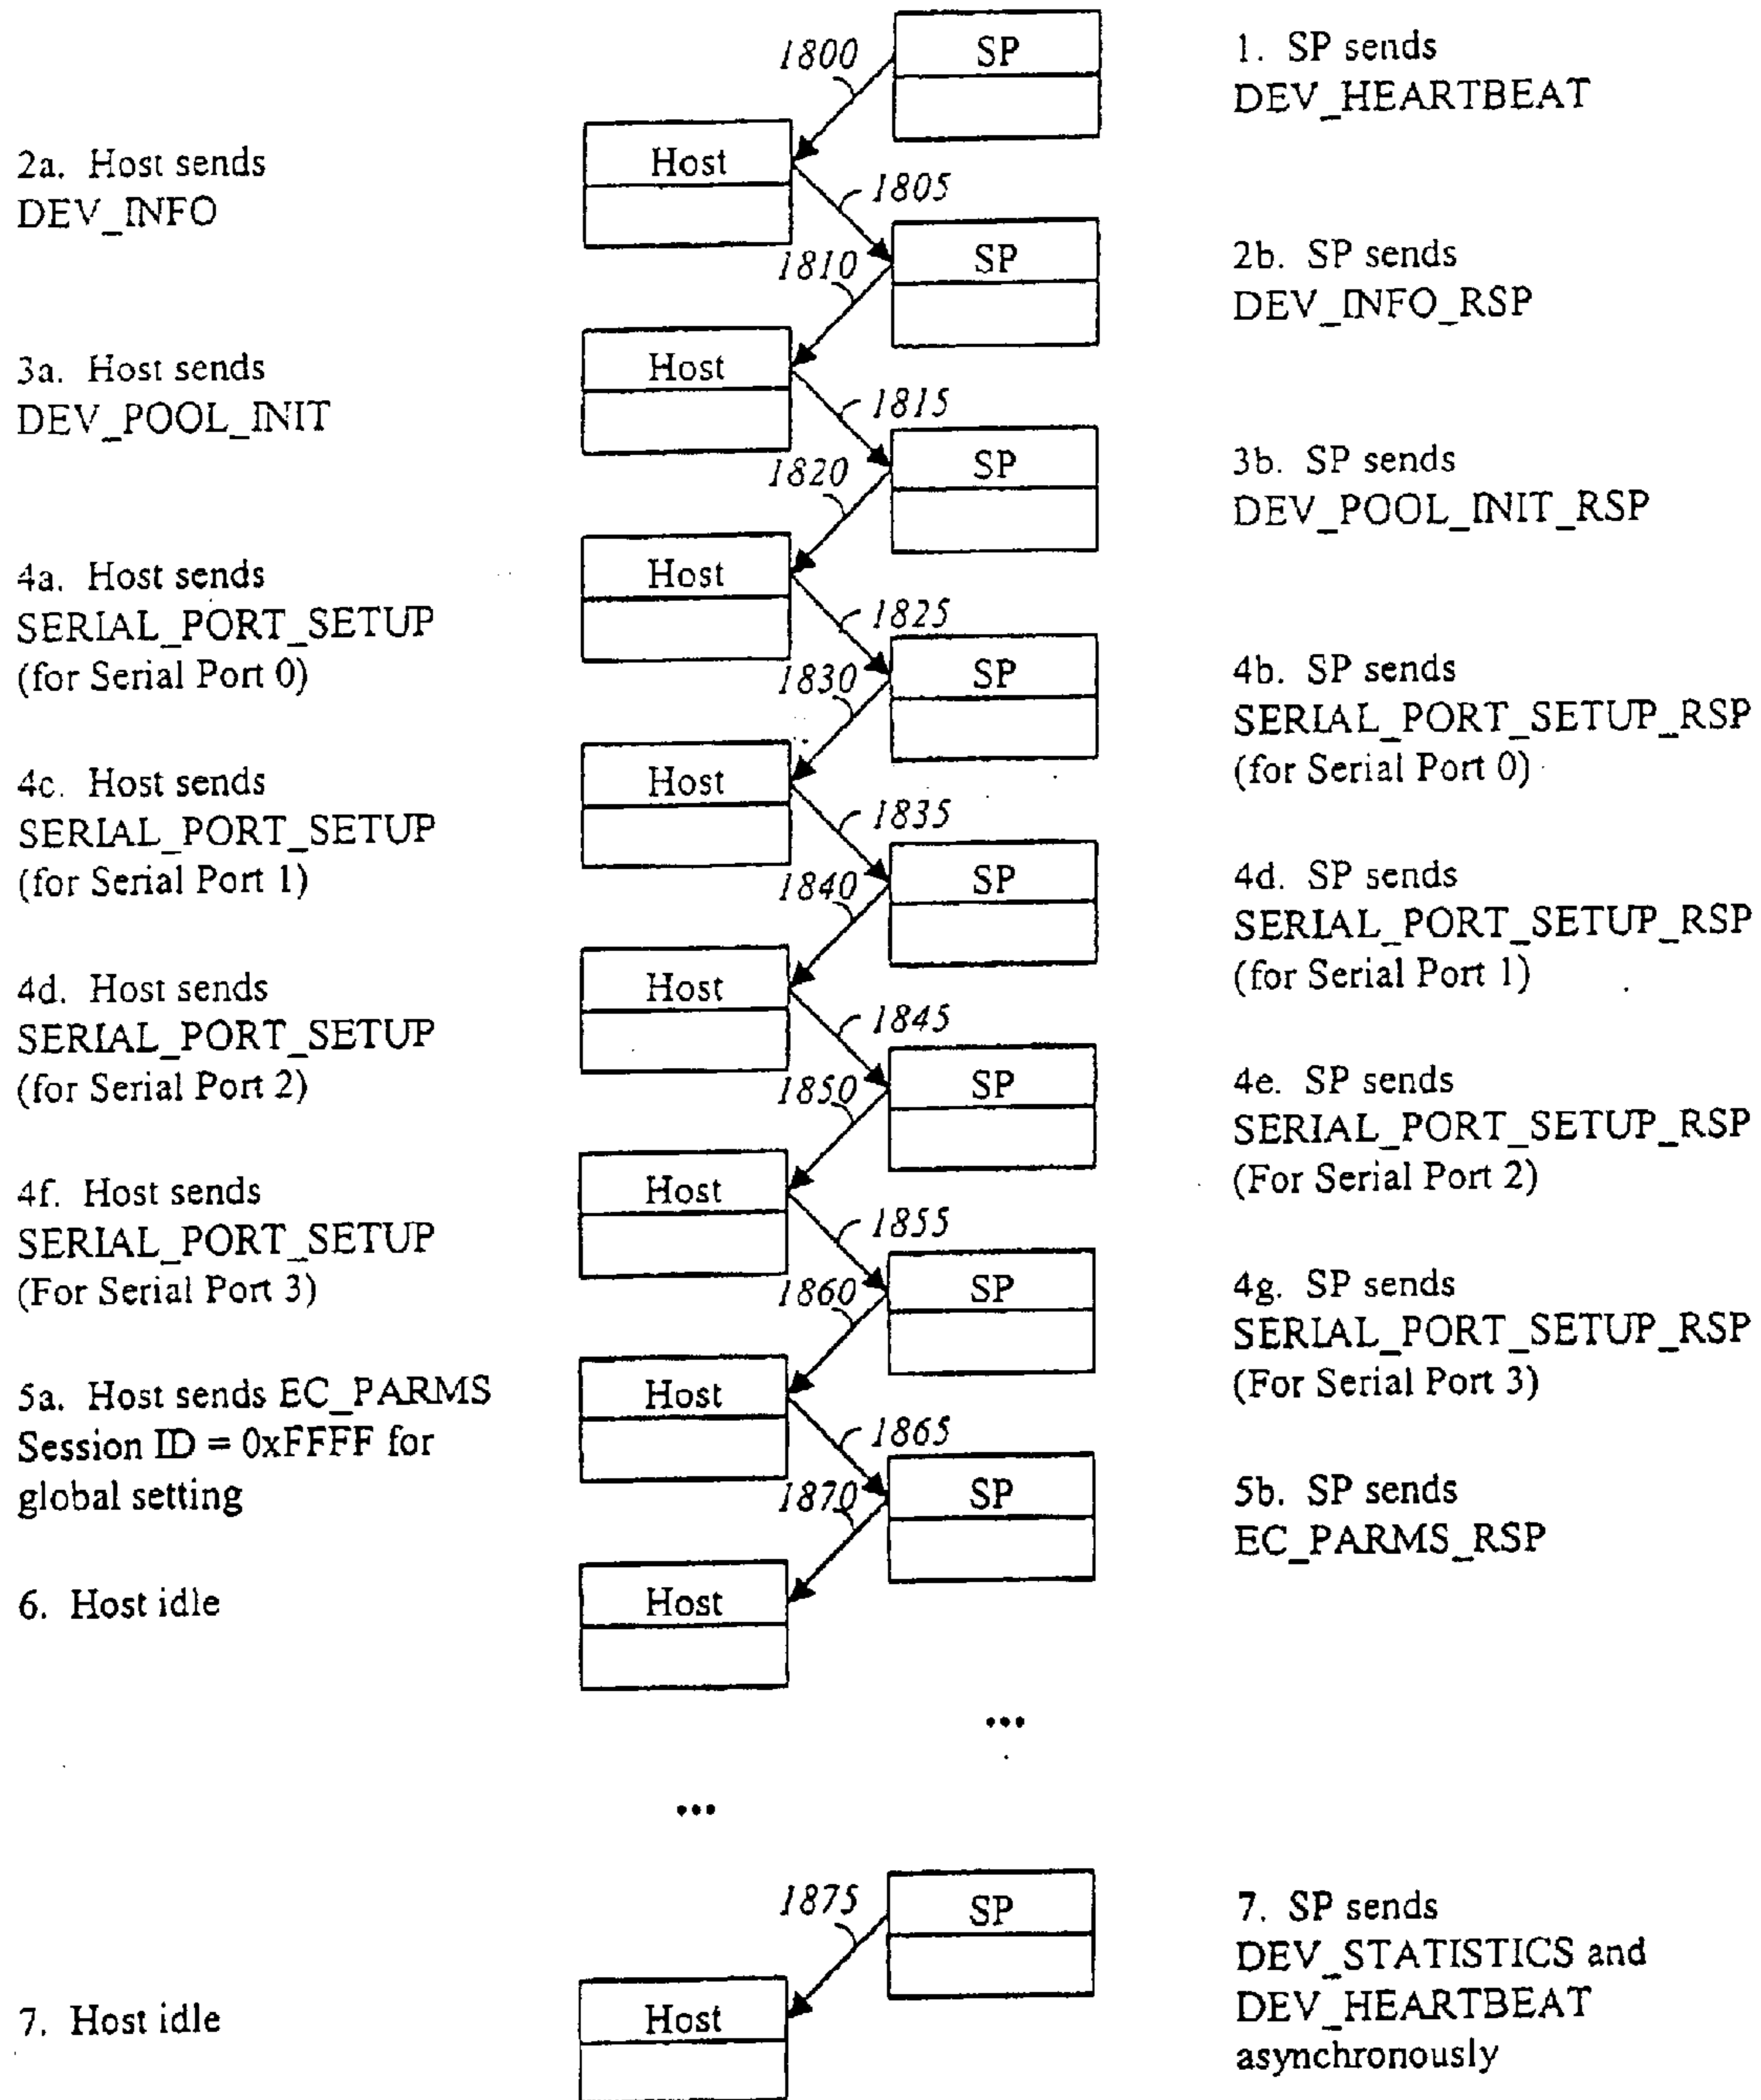 1800
SP
1. SP sends
DEV_HEARTBEAT
2a. Host sends
DEV_INFO
Host
1805
1810
SP
2b. SP sends
DEV_INFO_RSP
3a. Host sends
DEV_POOL_INIT
Host
1815
1820
SP
3b. SP sends
DEV_POOL_INIT_RSP
4a. Host sends
SERIAL_PORT_SETUP
(for Serial Port 0)
Host
1825
1830
SP
4b. SP sends
SERIAL_PORT_SETUP_RSP
(for Serial Port 0)
4c. Host sends
SERIAL_PORT_SETUP
(for Serial Port 1)
Host
1835
1840
SP
4d. SP sends
SERIAL_PORT_SETUP_RSP
(for Serial Port 1)
4d. Host sends
SERIAL_PORT_SETUP
(for Serial Port 2)
Host
1845
1850
SP
4e. SP sends
SERIAL_PORT_SETUP_RSP
(For Serial Port 2)
4f. Host sends
SERIAL_PORT_SETUP
(For Serial Port 3)
Host
1855
1860
SP
4g. SP sends
SERIAL_PORT_SETUP_RSP
(For Serial Port 3)
5a. Host sends EC_PARMS
Session ID = 0xFFFF for
global setting
Host
1865
1870
SP
5b. SP sends
EC_PARMS_RSP
6. Host idle
Host
...
...
1875
SP
7. SP sends
DEV_STATISTICS and
DEV_HEARTBEAT
asynchronously
7. Host idle
Host